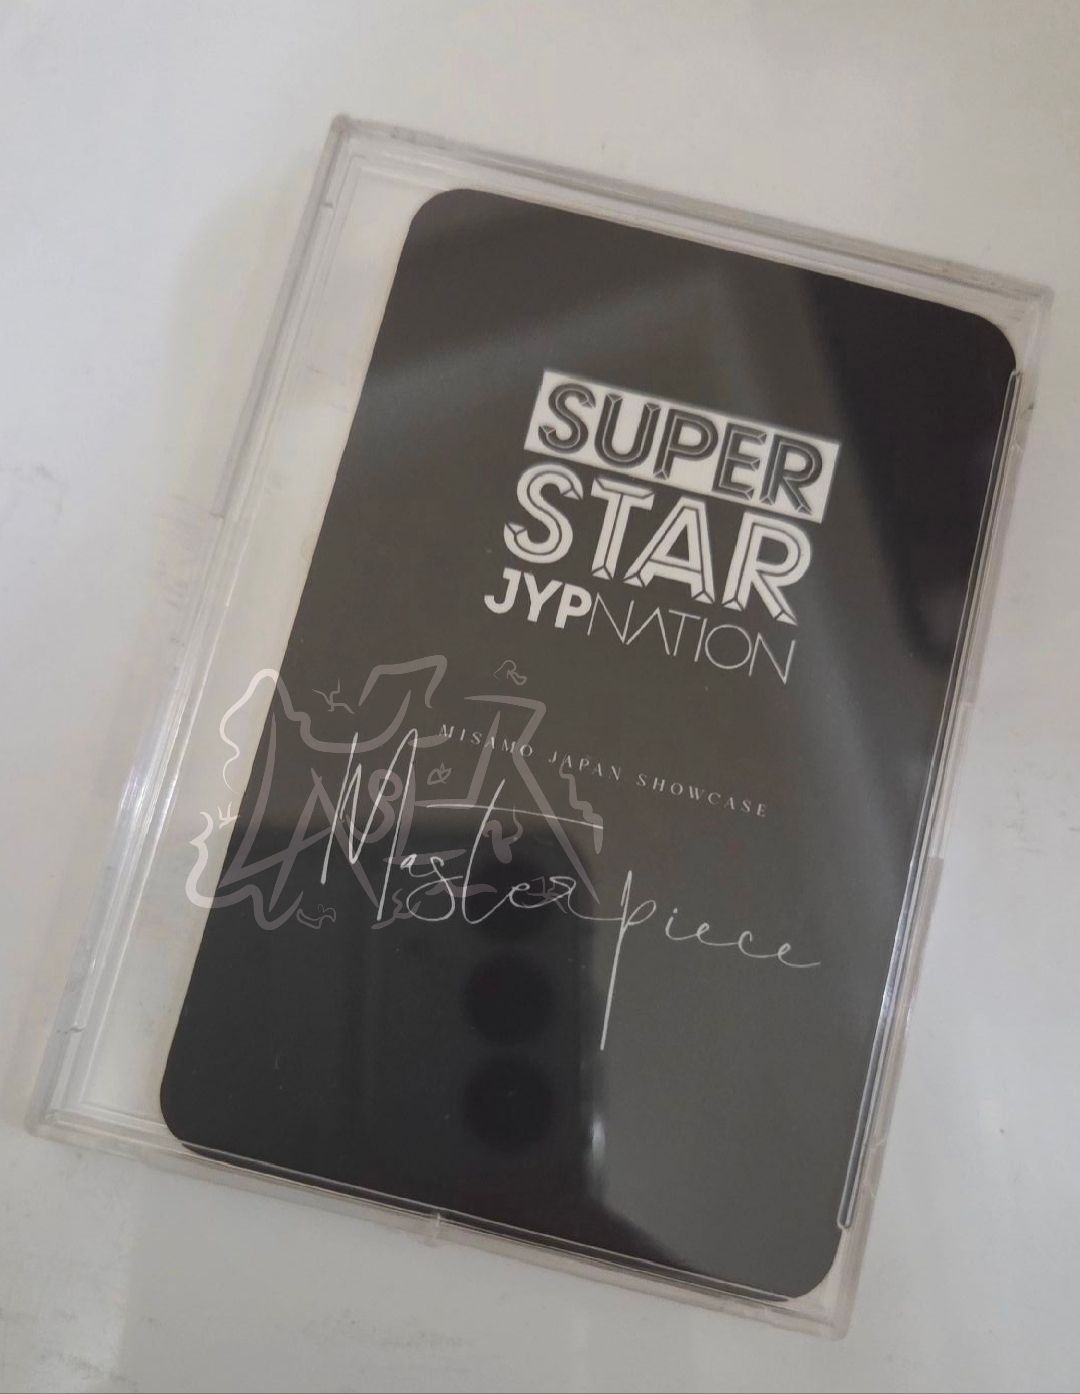 SUPER
STAR
JYPNATION
MISAMO JAPAN SHOWCASE
Masterpiece